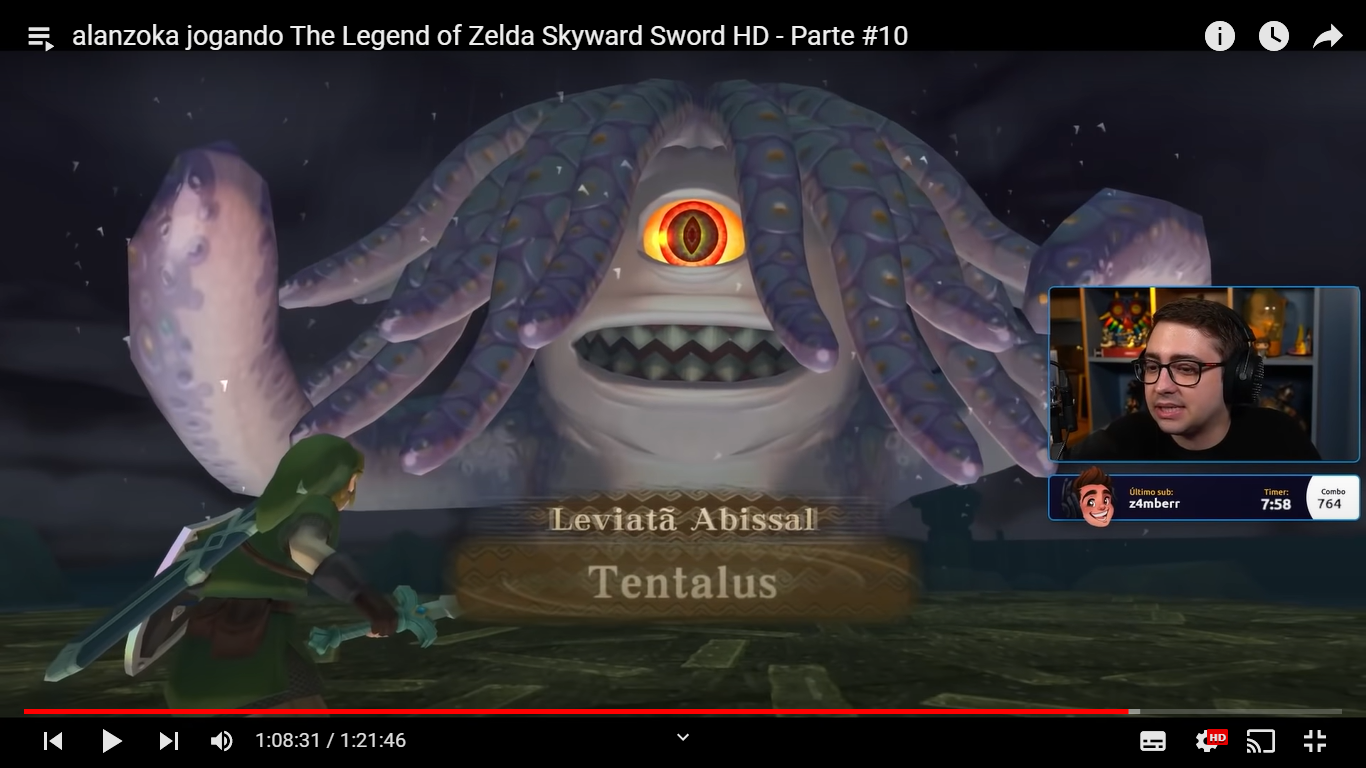 alanzoka jogando The Legend of Zelda Skyward Sword HD - Parte #10
Último sub:
z4mberr
Timer:
7:58
Combo
764
Leviatã Abissal
Tentalus
1:08:31 / 1:21:46
HD